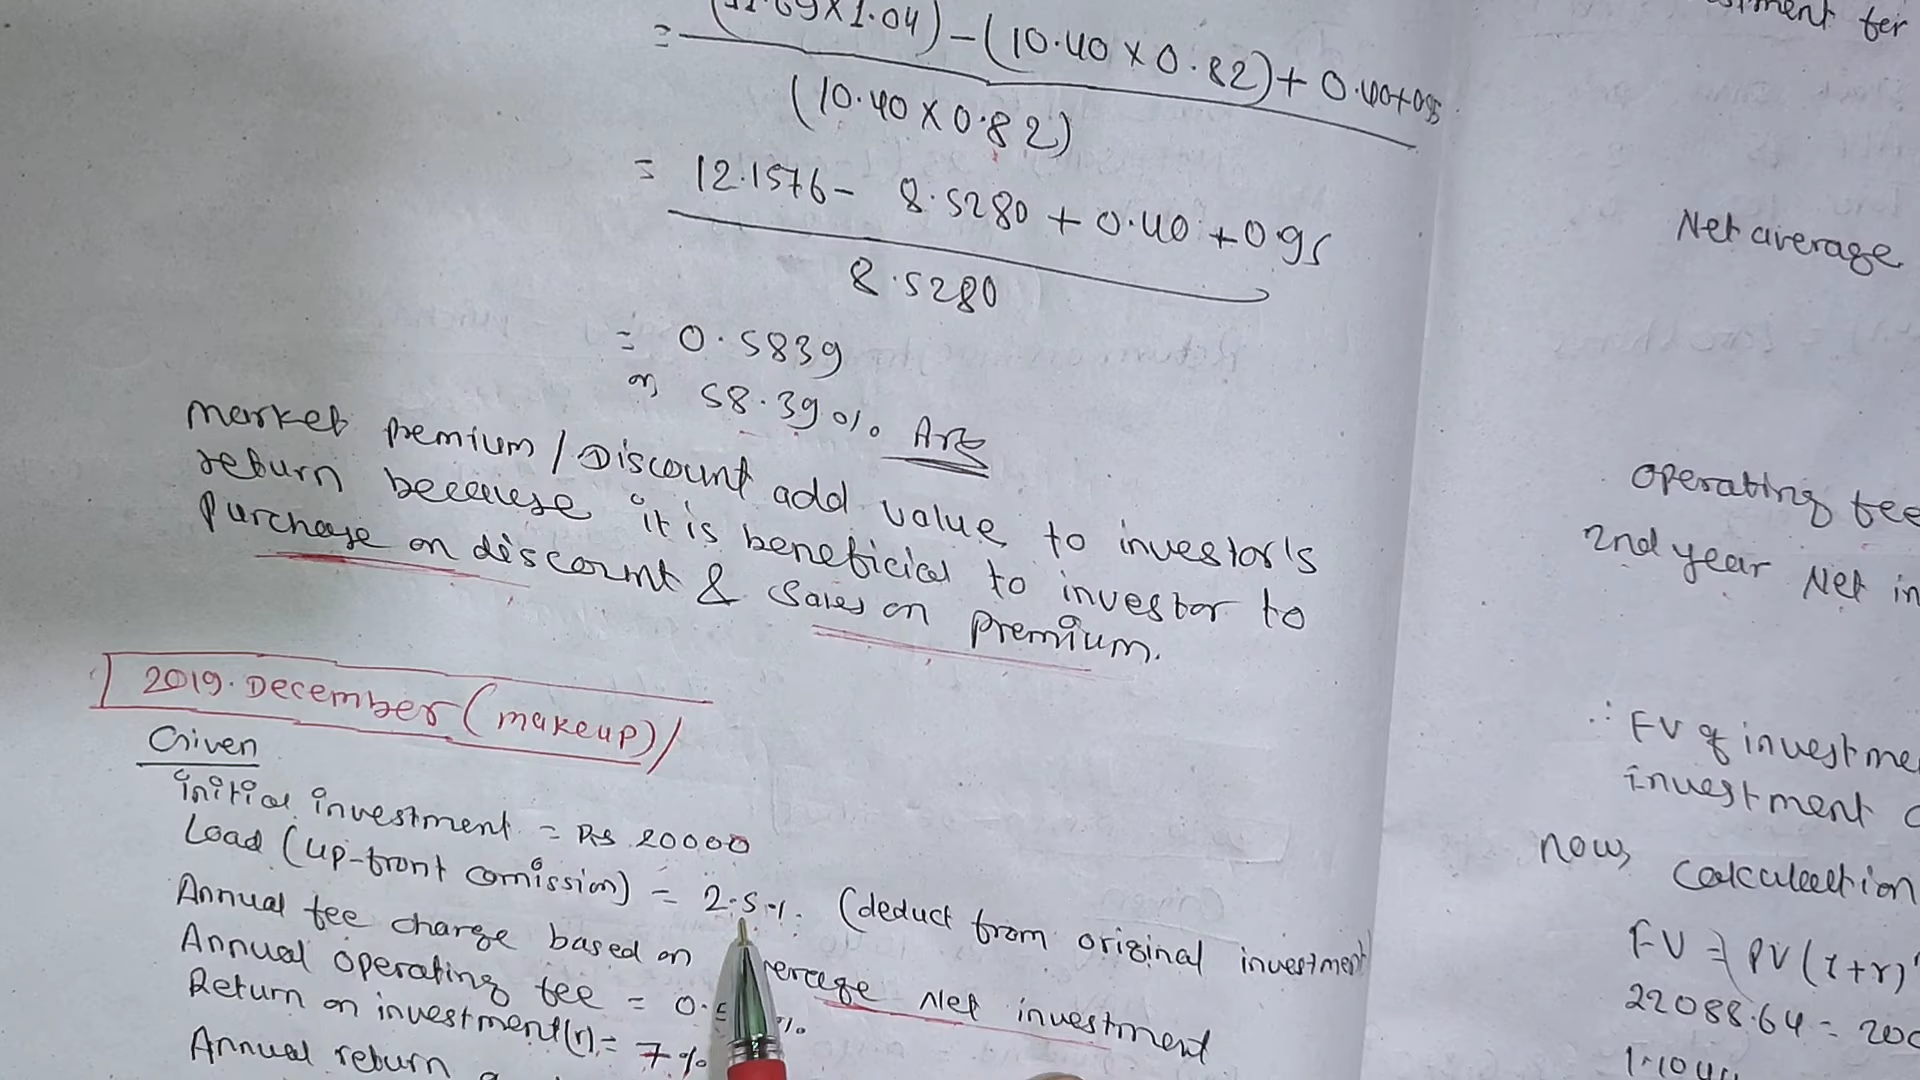 = (11.69×1.04) - (10.40 × 0.82) + 0.40+0.95
(10.40 × 0.82)
= 12.1576 - 8.5280 + 0.40 + 0.95
8.5280
= 0.5839
or 58.39% Ans
market premium / Discount add value to investor's
return because it is beneficial to investor to
purchase on discount & sales on premium.
2019. December (makeup)
Given
initial investment = Rs 20000
Load (up-front comission) = 2.5%. (deduct from original investment
Annual fee charge based on average Net investment
Annual operating fee = 0.
Return on investment(r) = 7%
Annual return
Net average
operating fee
2nd year Net in
∴ FV of investme
investment
now, calculation
FV = PV(1+r)
22088.64 = 200
1.104